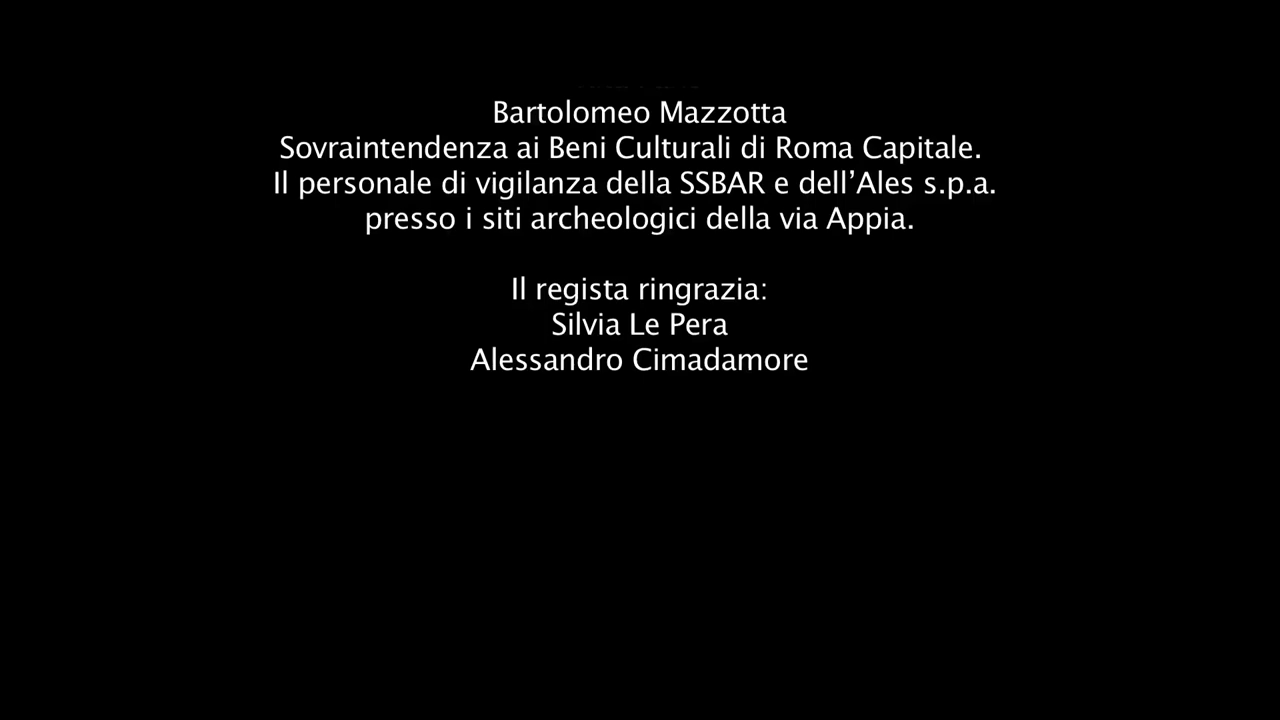 Bartolomeo Mazzotta
Sovraintendenza ai Beni Culturali di Roma Capitale.
Il personale di vigilanza della SSBAR e dell’Ales s.p.a.
presso i siti archeologici della via Appia.
Il regista ringrazia:
Silvia Le Pera
Alessandro Cimadamore